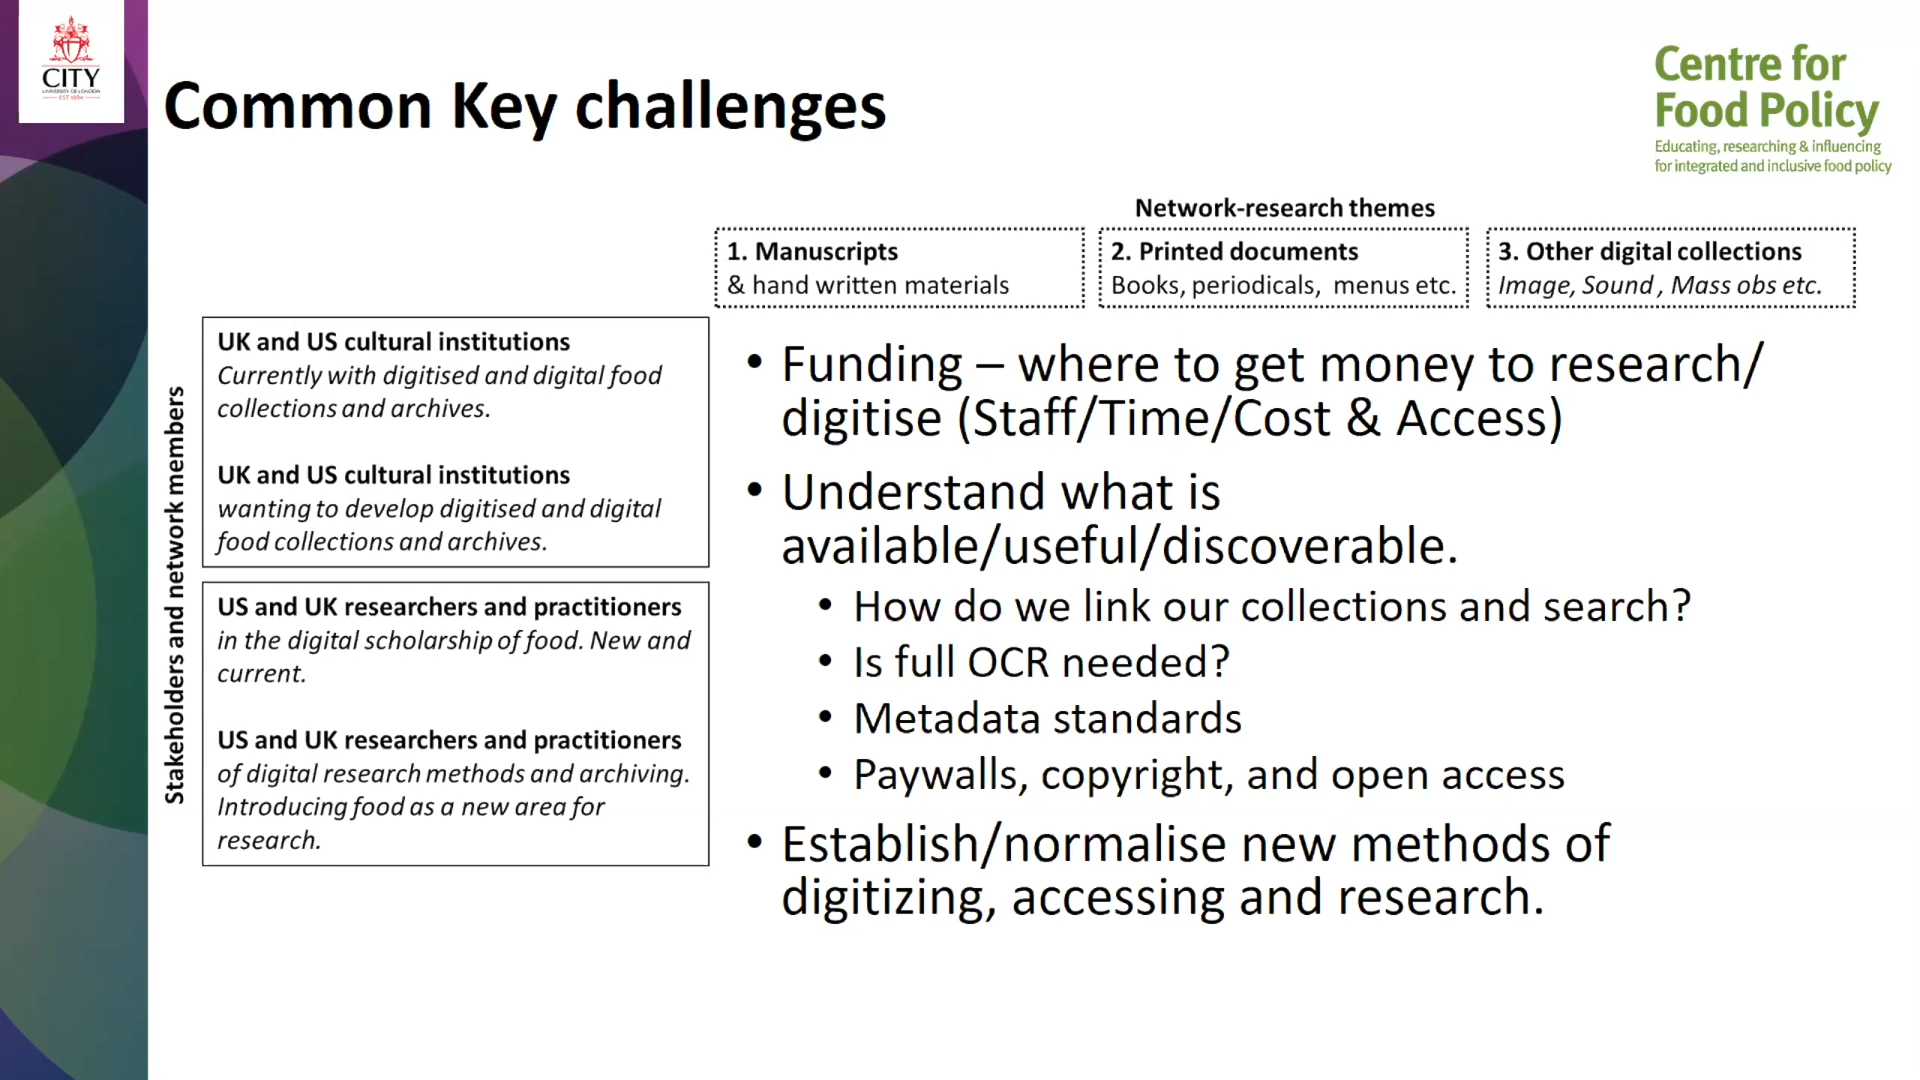 CITY
UNIVERSITY OF LONDON
EST 1894
Common Key challenges
Centre for
Food Policy
Educating, researching & influencing
for integrated and inclusive food policy
Network-research themes
1. Manuscripts
& hand written materials
2. Printed documents
Books, periodicals, menus etc.
3. Other digital collections
Image, Sound , Mass obs etc.
Stakeholders and network members
UK and US cultural institutions
Currently with digitised and digital food
collections and archives.
UK and US cultural institutions
wanting to develop digitised and digital
food collections and archives.
US and UK researchers and practitioners
in the digital scholarship of food. New and
current.
US and UK researchers and practitioners
of digital research methods and archiving.
Introducing food as a new area for
research.
• Funding – where to get money to research/
digitise (Staff/Time/Cost & Access)
• Understand what is
available/useful/discoverable.
• How do we link our collections and search?
• Is full OCR needed?
• Metadata standards
• Paywalls, copyright, and open access
• Establish/normalise new methods of
digitizing, accessing and research.